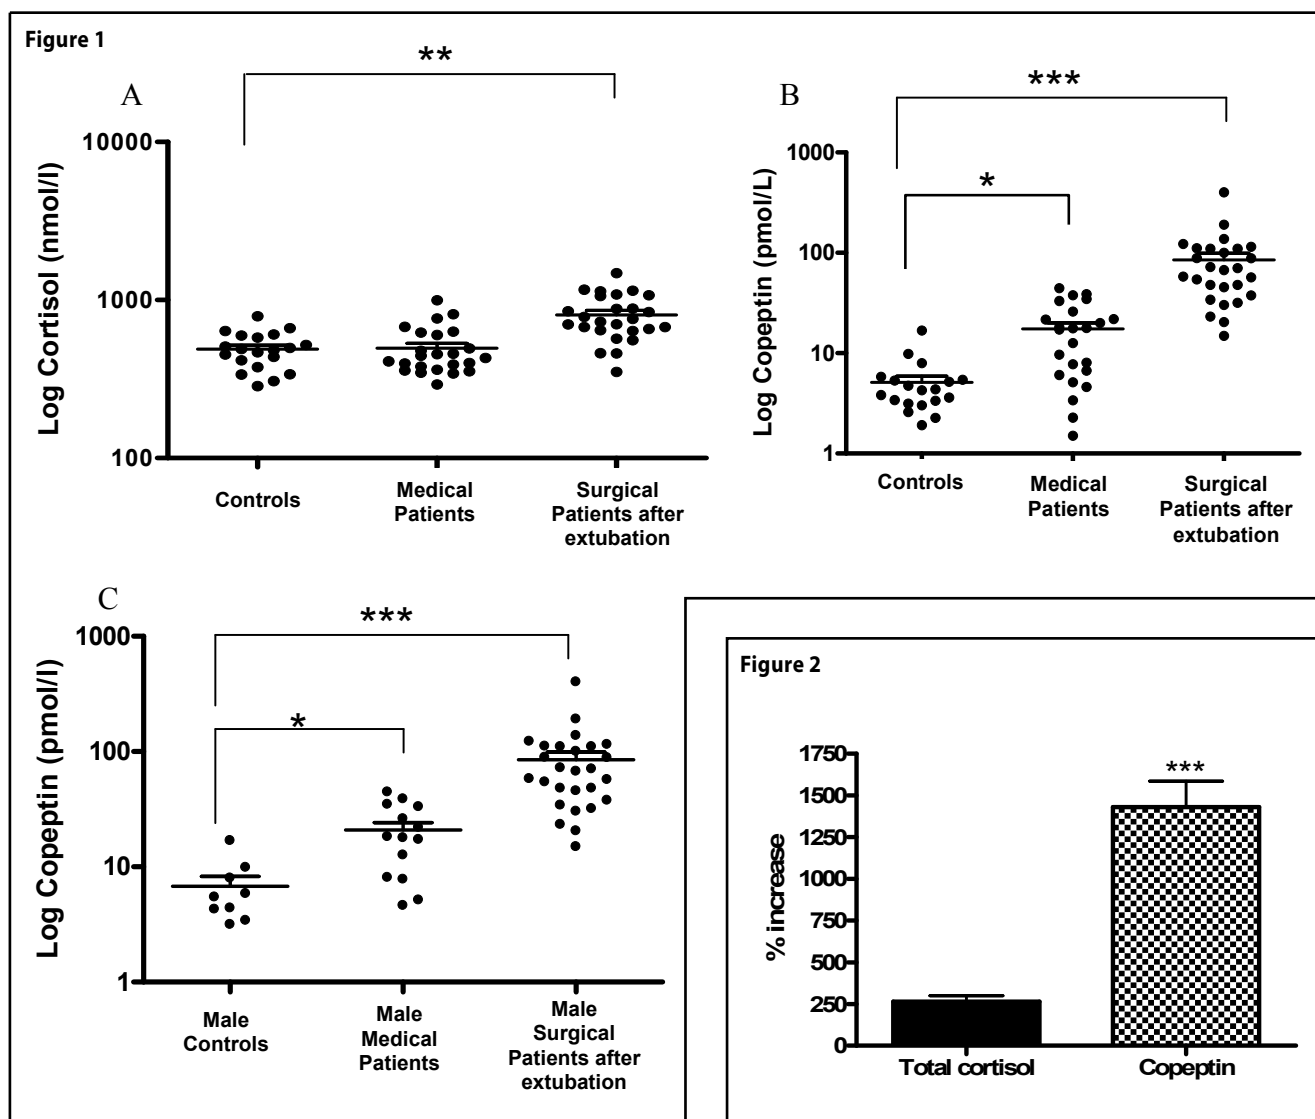 Figure 1
A
**
Log Cortisol (nmol/l)
10000
1000
100
Controls
Medical
Patients
Surgical
Patients after
extubation
B
***
*
Log Copeptin (pmol/L)
1000
100
10
1
Controls
Medical
Patients
Surgical
Patients after
extubation
C
***
*
Log Copeptin (pmol/l)
1000
100
10
1
Male
Controls
Male
Medical
Patients
Male
Surgical
Patients after
extubation
Figure 2
***
% increase
1750
1500
1250
1000
750
500
250
0
Total cortisol
Copeptin